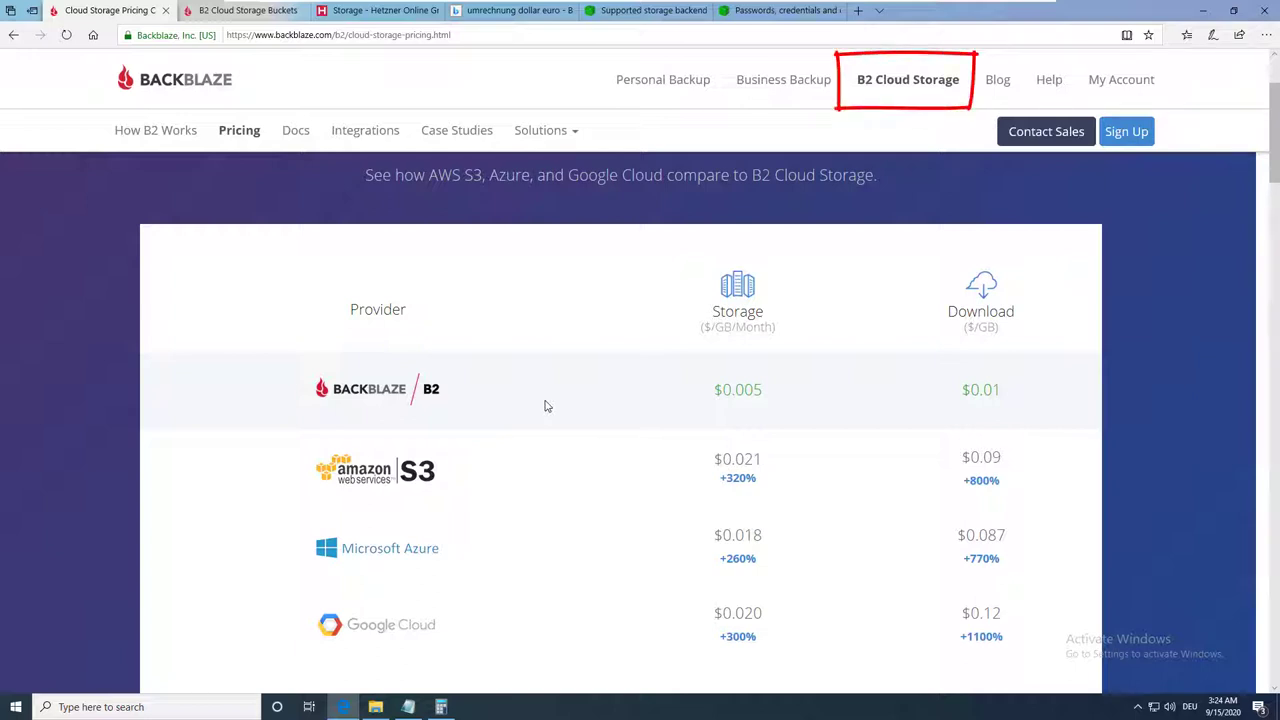 Cloud Storage Pricing C
B2 Cloud Storage Buckets
Storage - Hetzner Online Gr
umrechnung dollar euro - B
Supported storage backend
Passwords, credentials and
Backblaze, Inc. [US]
https://www.backblaze.com/b2/cloud-storage-pricing.html
BACKBLAZE
Personal Backup
Business Backup
B2 Cloud Storage
Blog
Help
My Account
How B2 Works
Pricing
Docs
Integrations
Case Studies
Solutions
Contact Sales
Sign Up
See how AWS S3, Azure, and Google Cloud compare to B2 Cloud Storage.
Provider
Storage
($/GB/Month)
Download
($/GB)
BACKBLAZE / B2
$0.005
$0.01
amazon web services | S3
$0.021
+320%
$0.09
+800%
Microsoft Azure
$0.018
+260%
$0.087
+770%
Google Cloud
$0.020
+300%
$0.12
+1100%
Activate Windows
Go to Settings to activate Windows.
Type here to search
DEU
3:24 AM
9/15/2020